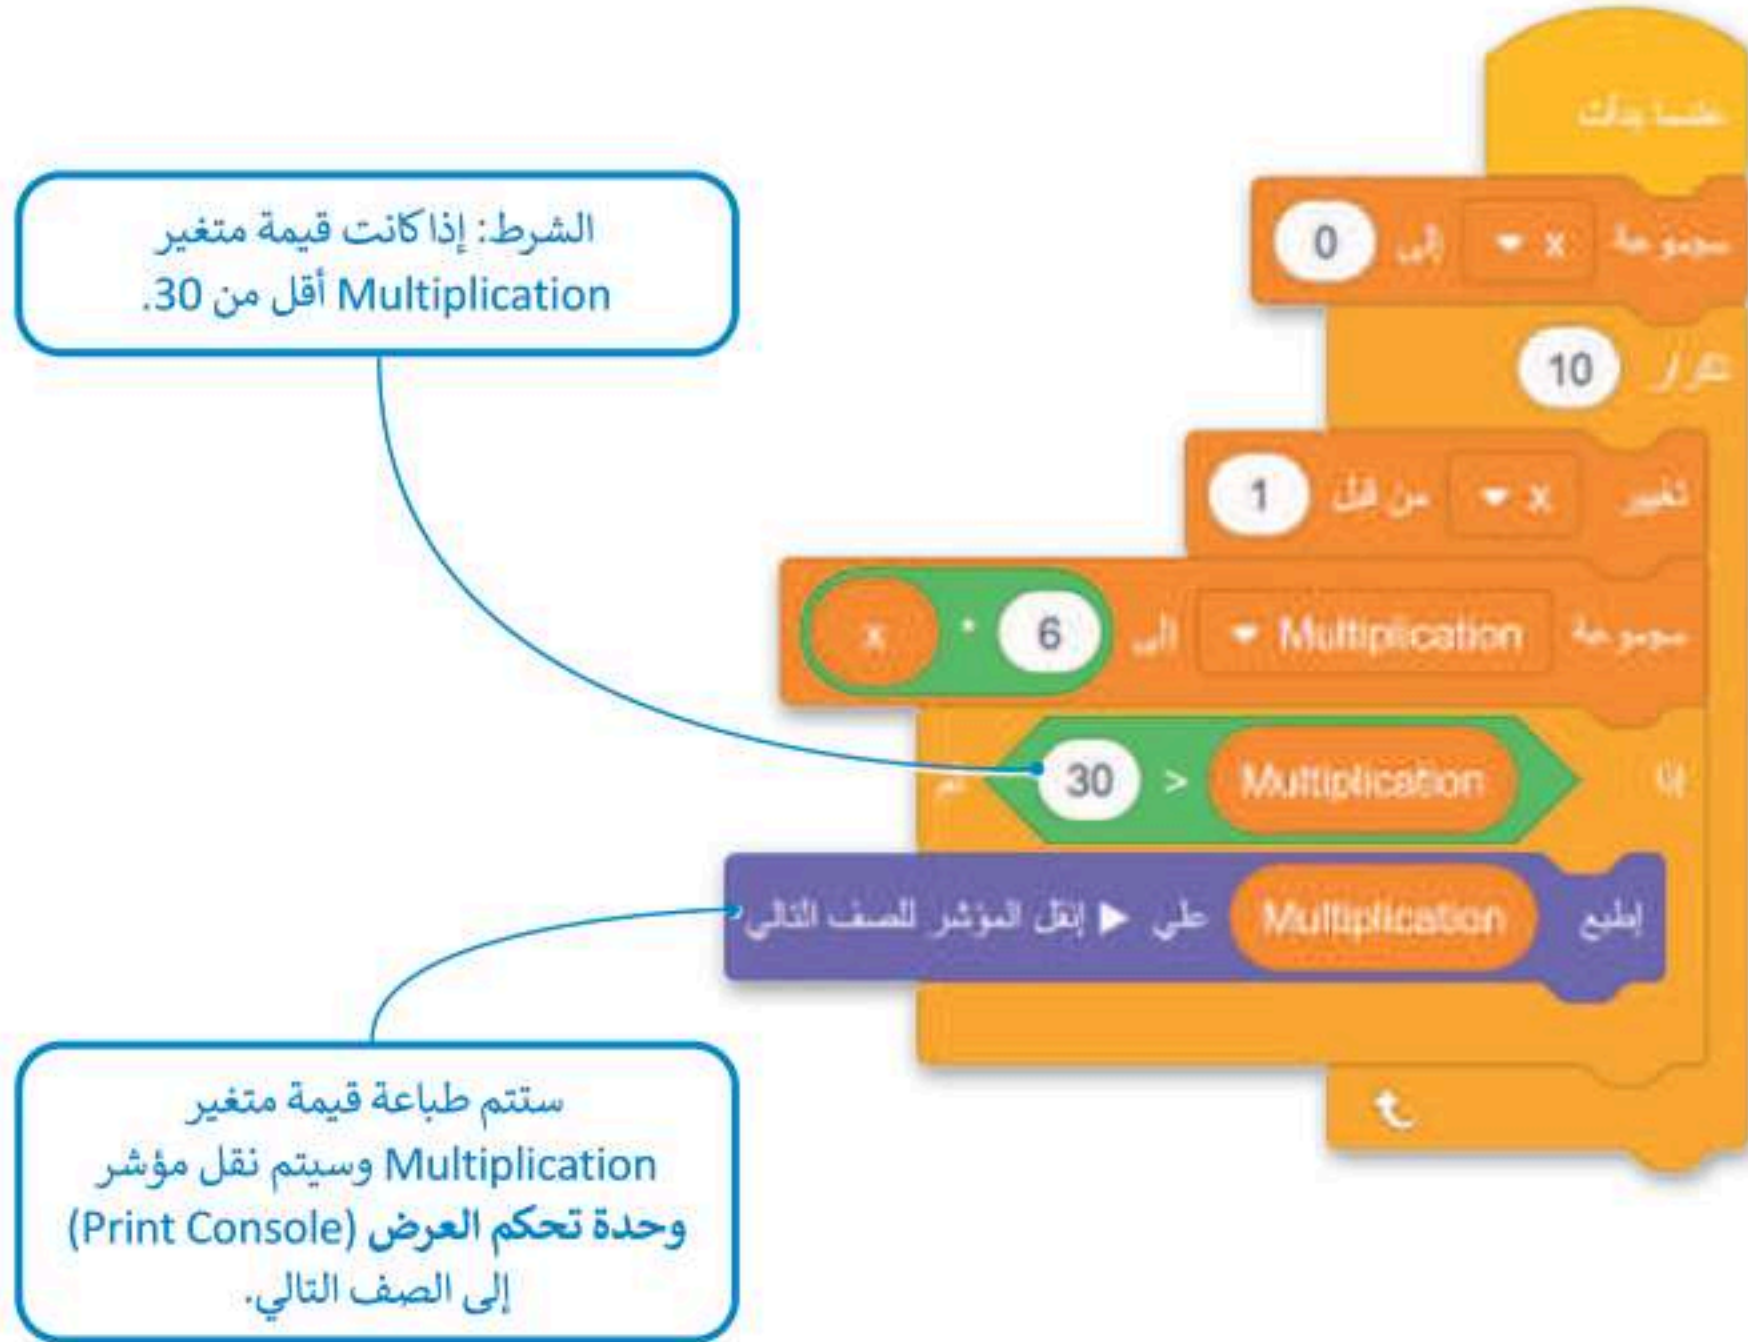 عندما بدأت
مجموعة x إلى 0
تكرار 10
تغيير x من قبل 1
مجموعة Multiplication إلى 6 * x
إذا Multiplication > 30 ثم
إطبع Multiplication علي إنقل المؤشر للصف التالي
الشرط: إذا كانت قيمة متغير
Multiplication أقل من 30.
ستتم طباعة قيمة متغير
Multiplication وسيتم نقل مؤشر
وحدة تحكم العرض (Print Console)
إلى الصف التالي.